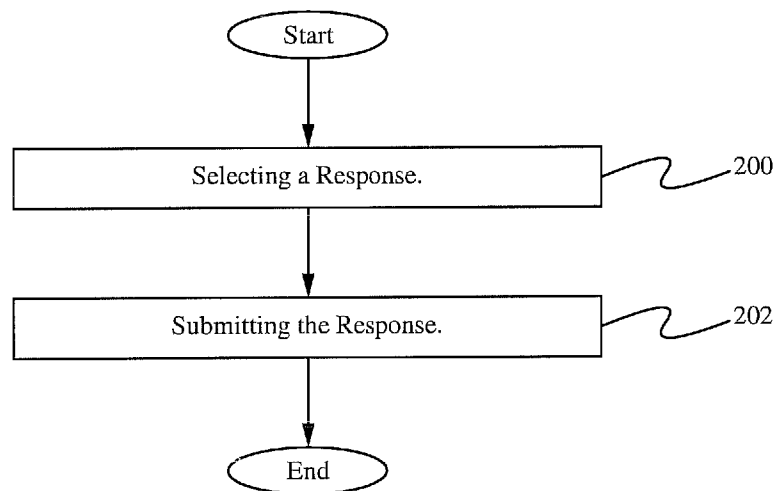 Start
Selecting a Response.
200
Submitting the Response.
202
End